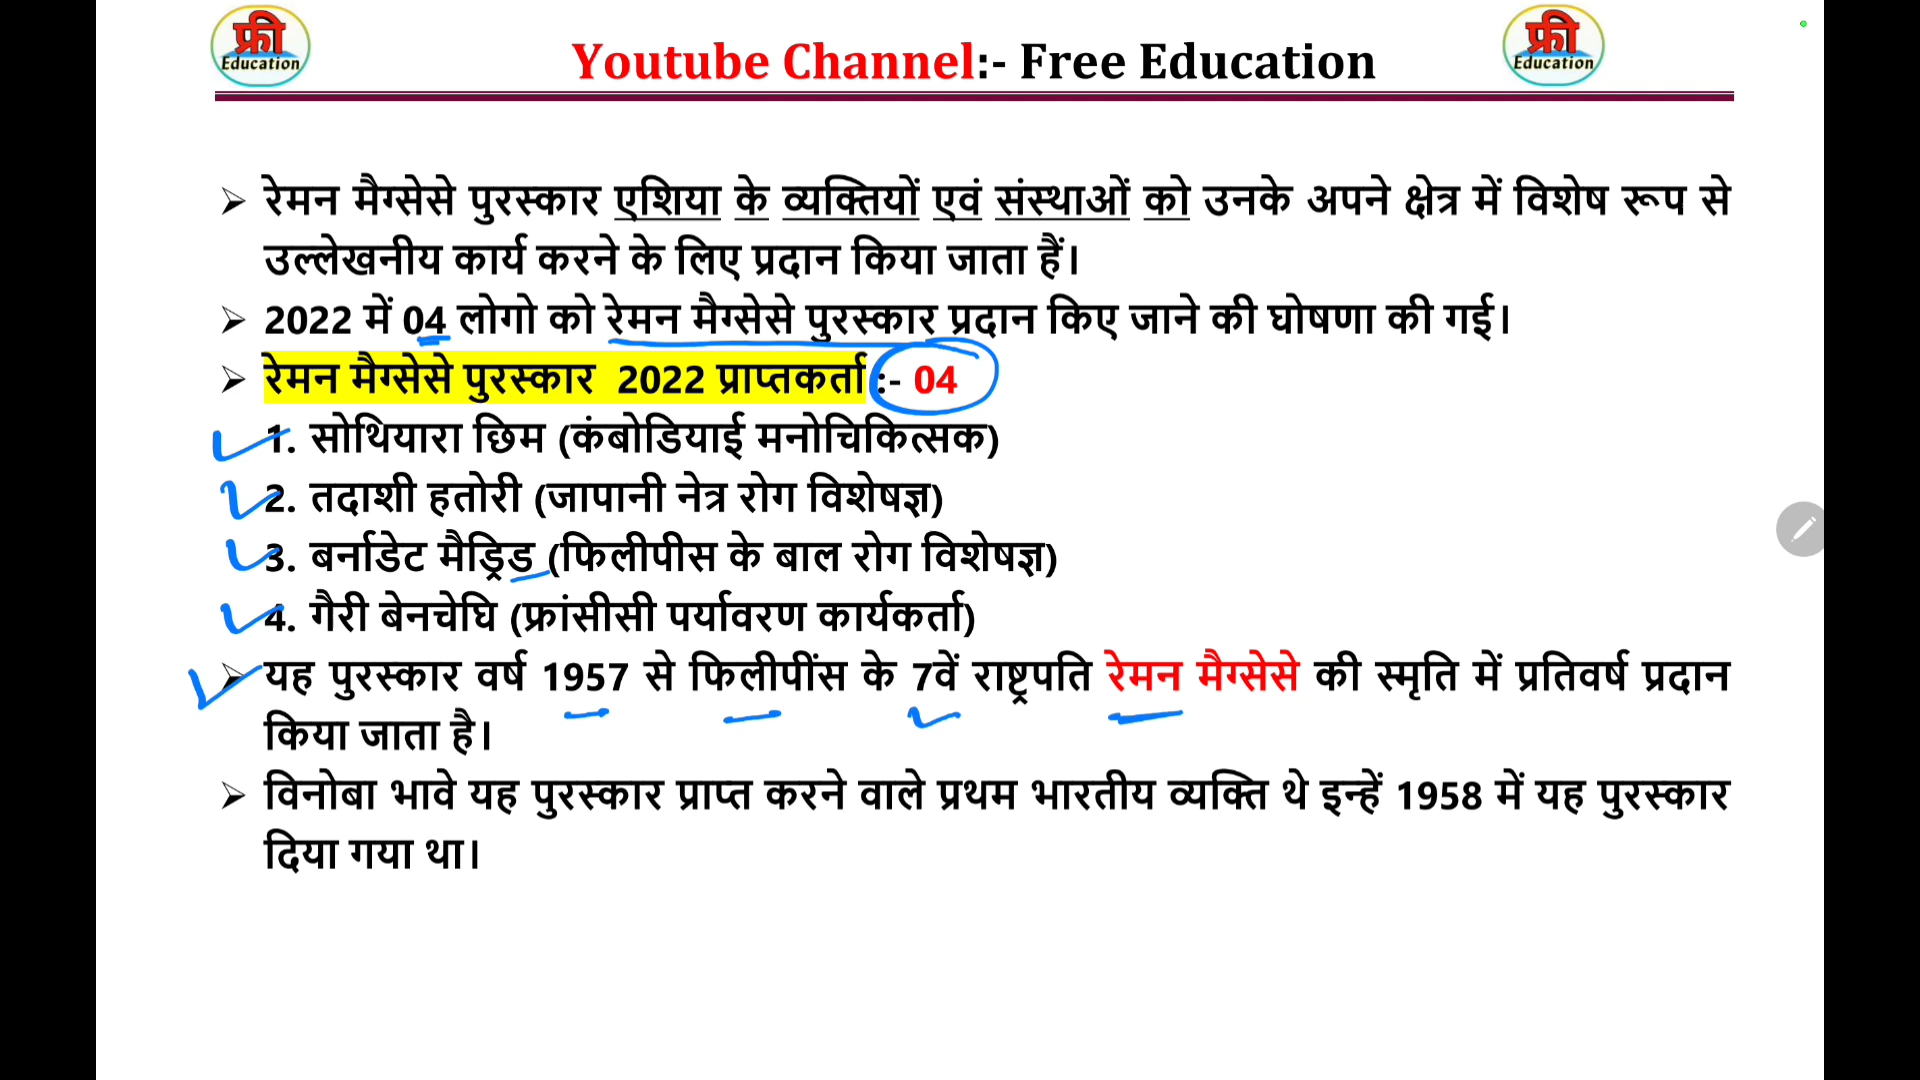 फ्री
Education
Youtube Channel:- Free Education
फ्री
Education
➢ रेमन मैग्सेसे पुरस्कार एशिया के व्यक्तियों एवं संस्थाओं को उनके अपने क्षेत्र में विशेष रूप से
उल्लेखनीय कार्य करने के लिए प्रदान किया जाता हैं।
➢ 2022 में 04 लोगो को रेमन मैग्सेसे पुरस्कार प्रदान किए जाने की घोषणा की गई।
➢ रेमन मैग्सेसे पुरस्कार 2022 प्राप्तकर्ता :- 04
1. सोथियारा छिम (कंबोडियाई मनोचिकित्सक)
2. तदाशी हतोरी (जापानी नेत्र रोग विशेषज्ञ)
3. बर्नाडेट मैड्रिड (फिलीपीस के बाल रोग विशेषज्ञ)
4. गैरी बेनचेघि (फ्रांसीसी पर्यावरण कार्यकर्ता)
➢ यह पुरस्कार वर्ष 1957 से फिलीपींस के 7वें राष्ट्रपति रेमन मैग्सेसे की स्मृति में प्रतिवर्ष प्रदान
किया जाता है।
➢ विनोबा भावे यह पुरस्कार प्राप्त करने वाले प्रथम भारतीय व्यक्ति थे इन्हें 1958 में यह पुरस्कार
दिया गया था।